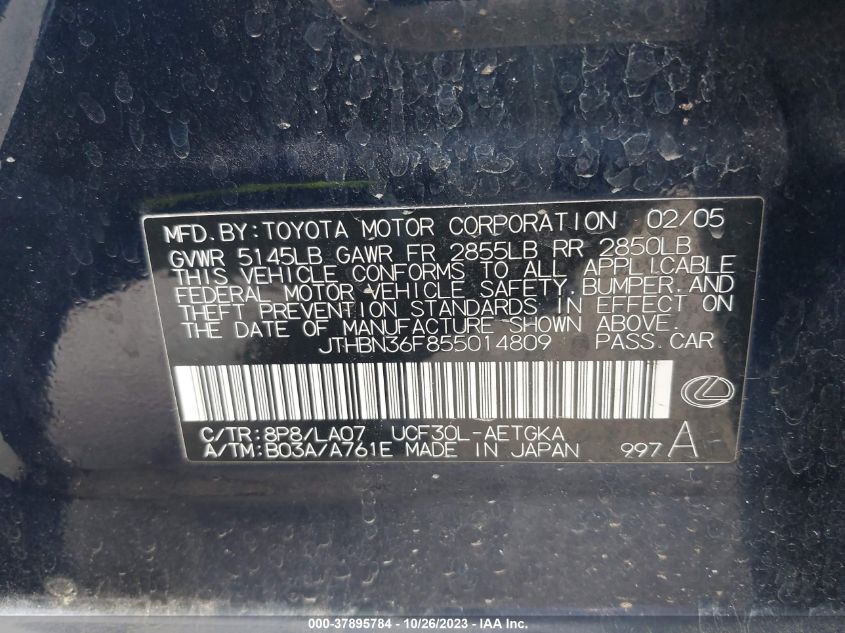 MFD.BY:TOYOTA MOTOR CORPORATION 02/05
GVWR 5145LB GAWR FR 2855LB RR 2850LB
THIS VEHICLE CONFORMS TO ALL APPLICABLE
FEDERAL MOTOR VEHICLE SAFETY,BUMPER,AND
THEFT PREVENTION STANDARDS IN EFFECT ON
THE DATE OF MANUFACTURE SHOWN ABOVE.
JTHBN36F855014809 PASS.CAR
C/TR:8P8/LA07 UCF30L-AETGKA
A/TM:B03A/A761E MADE IN JAPAN 997 A
000-37895784 - 10/26/2023 - IAA Inc.